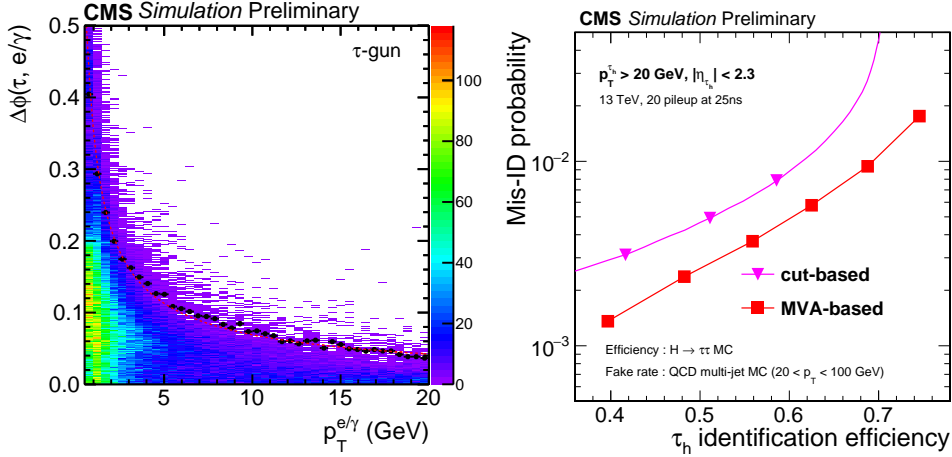 CMS Simulation Preliminary
τ-gun
Δφ(τ, e/γ)
0.5
0.4
0.3
0.2
0.1
0.0
5 10 15 20
p_T^{e/γ} (GeV)
100
80
60
40
20
0
CMS Simulation Preliminary
p_T^{τ_h} > 20 GeV, |η_{τ_h}| < 2.3
13 TeV, 20 pileup at 25ns
Mis-ID probability
10^{−2}
10^{−3}
cut-based
MVA-based
Efficiency : H → ττ MC
Fake rate : QCD multi-jet MC (20 < p_T < 100 GeV)
0.4 0.5 0.6 0.7
τ_h identification efficiency